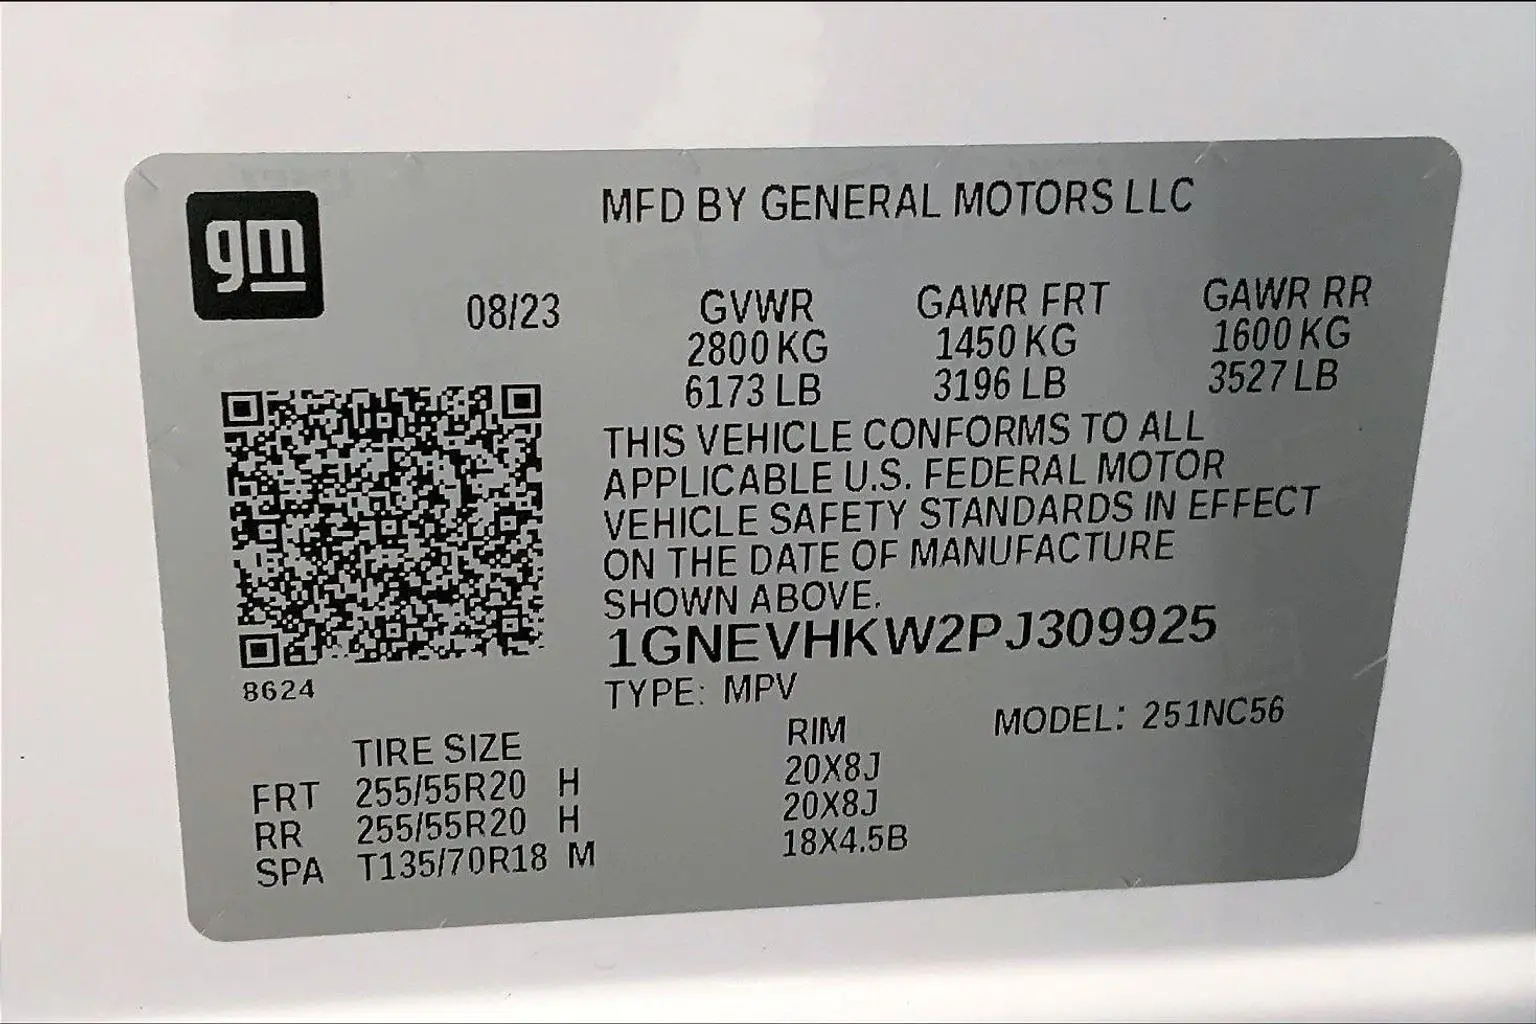 gm
MFD BY GENERAL MOTORS LLC
08/23
GVWR GAWR FRT GAWR RR
2800 KG 1450 KG 1600 KG
6173 LB 3196 LB 3527 LB
THIS VEHICLE CONFORMS TO ALL
APPLICABLE U.S. FEDERAL MOTOR
VEHICLE SAFETY STANDARDS IN EFFECT
ON THE DATE OF MANUFACTURE
SHOWN ABOVE.
1GNEVHKW2PJ309925
8624
TYPE: MPV
MODEL: 251NC56
TIRE SIZE RIM
FRT 255/55R20 H 20X8J
RR 255/55R20 H 20X8J
SPA T135/70R18 M 18X4.5B